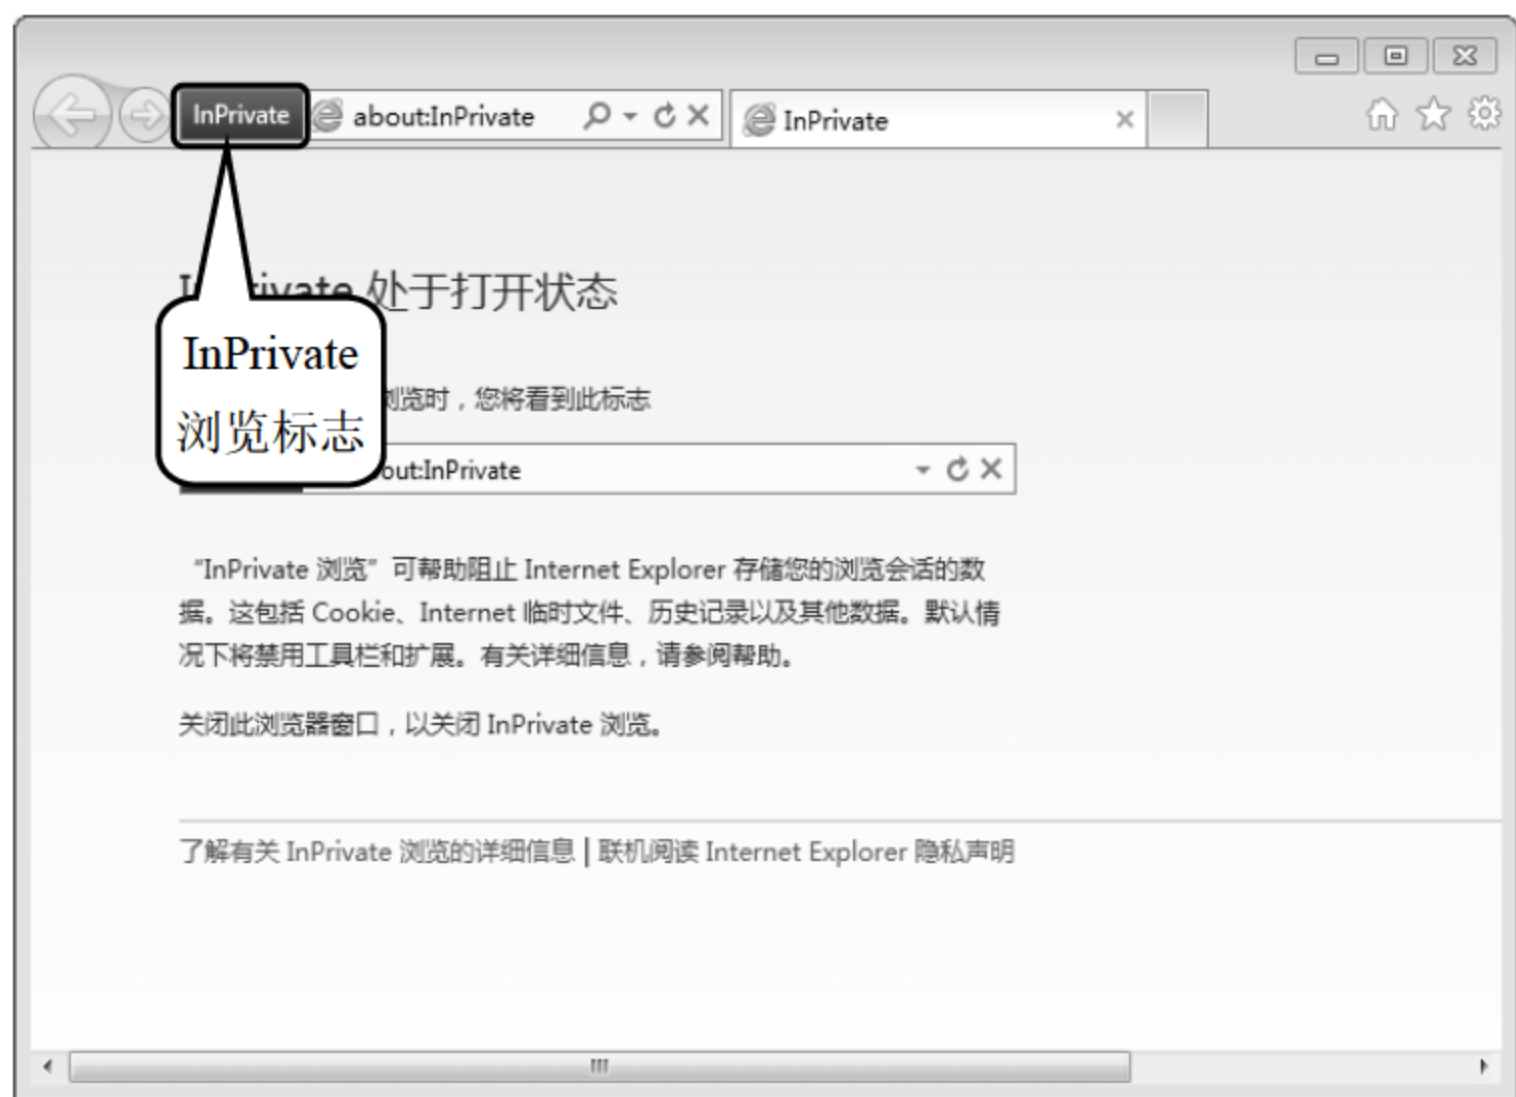 InPrivate about:InPrivate InPrivate
处于打开状态
InPrivate
浏览标志
浏览时，您将看到此标志
out:InPrivate
“InPrivate 浏览”可帮助阻止 Internet Explorer 存储您的浏览会话的数
据。这包括 Cookie、Internet 临时文件、历史记录以及其他数据。默认情
况下将禁用工具栏和扩展。有关详细信息，请参阅帮助。
关闭此浏览器窗口，以关闭 InPrivate 浏览。
了解有关 InPrivate 浏览的详细信息 | 联机阅读 Internet Explorer 隐私声明